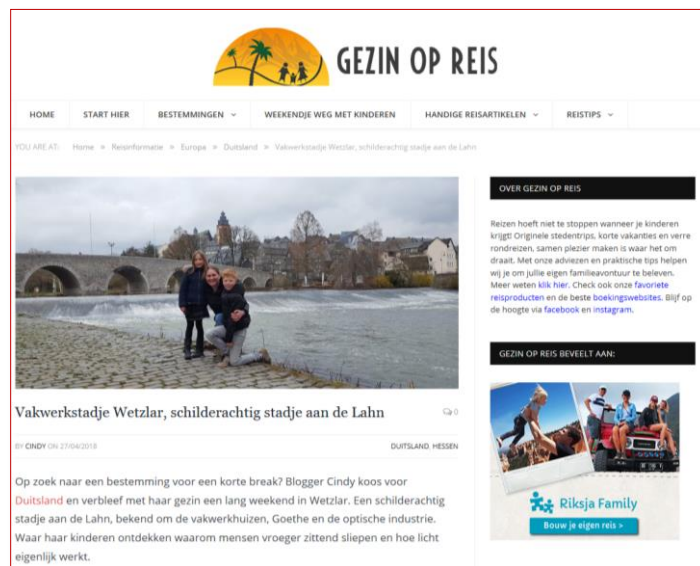 GEZIN OP REIS
HOME START HIER BESTEMMINGEN WEEKENDJE WEG MET KINDEREN HANDIGE REISARTIKELEN REISTIPS
YOU ARE AT: Home » Reisinformatie » Europa » Duitsland » Vakwerkstadje Wetzlar, schilderachtig stadje aan de Lahn
Vakwerkstadje Wetzlar, schilderachtig stadje aan de Lahn 0
BY CINDY ON 27/04/2018 DUITSLAND, HESSEN
Op zoek naar een bestemming voor een korte break? Blogger Cindy koos voor
Duitsland en verbleef met haar gezin een lang weekend in Wetzlar. Een schilderachtig
stadje aan de Lahn, bekend om de vakwerkhuizen, Goethe en de optische industrie.
Waar haar kinderen ontdekken waarom mensen vroeger zittend sliepen en hoe licht
eigenlijk werkt.
OVER GEZIN OP REIS
Reizen hoeft niet te stoppen wanneer je kinderen
krijgt! Originele stedentrips, korte vakanties en verre
rondreizen, samen plezier maken is waar het om
draait. Met onze adviezen en praktische tips helpen
wij je om jullie eigen familieavontuur te beleven.
Meer weten klik hier. Check ook onze favoriete
reisproducten en de beste boekingswebsites. Blijf op
de hoogte via facebook en instagram.
GEZIN OP REIS BEVEELT AAN:
Riksja Family
Bouw je eigen reis >